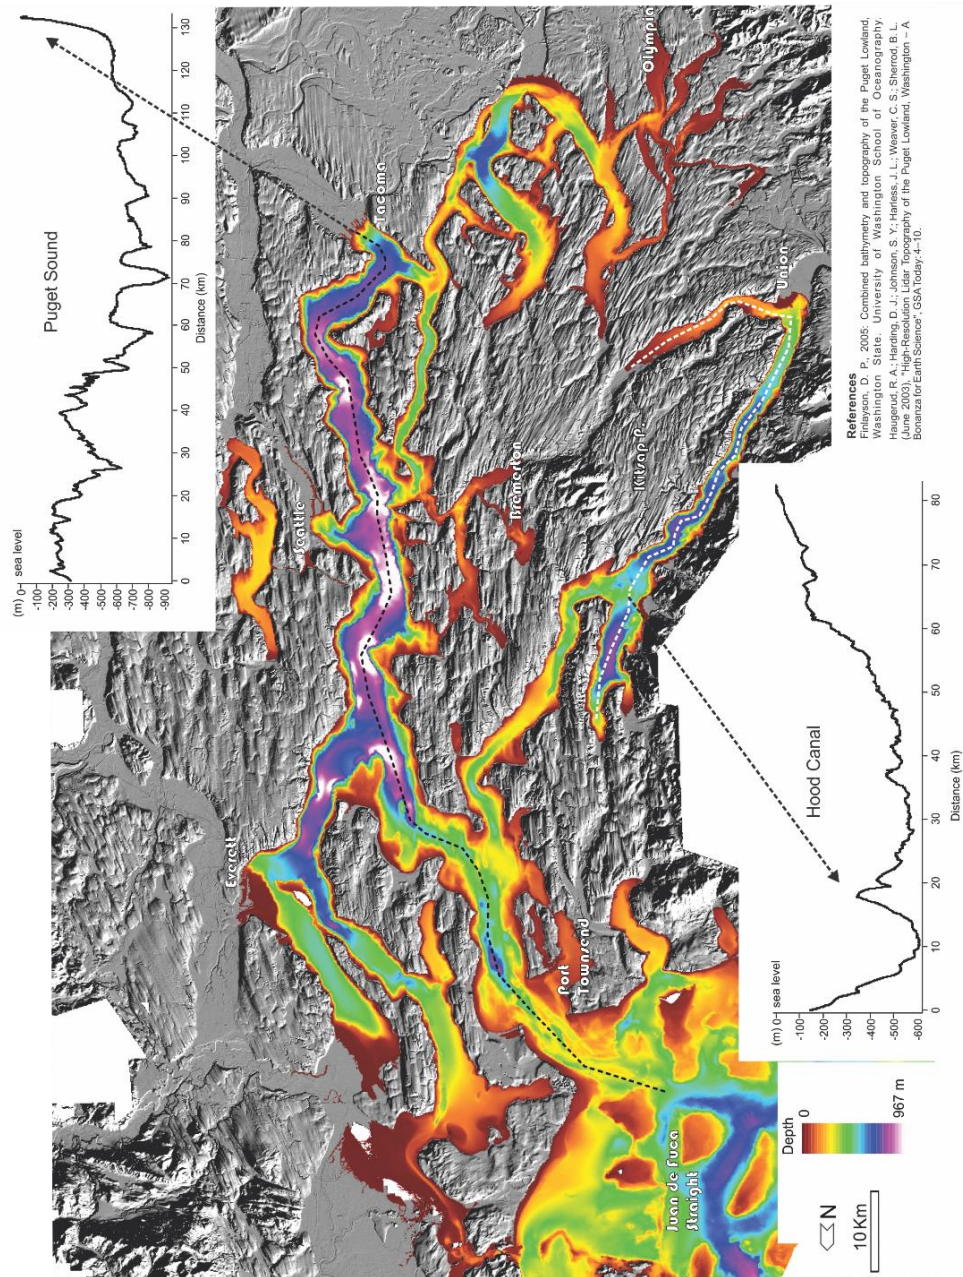 (m) 0 sea level
-100
-200
-300
-400
-500
-600
-700
-800
-900
Puget Sound
0
10
20
30
40
50
60
70
80
90
100
120
130
Distance (km)
Olympia
Tacoma
Union
Seattle
Bremerton
Kitsap P.
Everett
Port
Townsend
Juan de Fuca
Straight
References
Finlayson, D. P., 2005: Combined bathymetry and topography of the Puget Lowland,
Washington State. University of Washington School of Oceanography.
Haugerud, R. A.; Harding, D. J.; Johnson, S. Y.; Harless, J. L.; Weaver, C. S.; Sherrod, B. L.
(June 2003), "High-Resolution Lidar Topography of the Puget Lowland, Washington – A
Bonanza for Earth Science", GSA Today: 4–10.
(m) 0 sea level
-100
-200
-300
-400
-500
-600
Hood Canal
0
10
20
30
40
50
60
70
80
Distance (km)
Depth
0
967 m
N
10Km